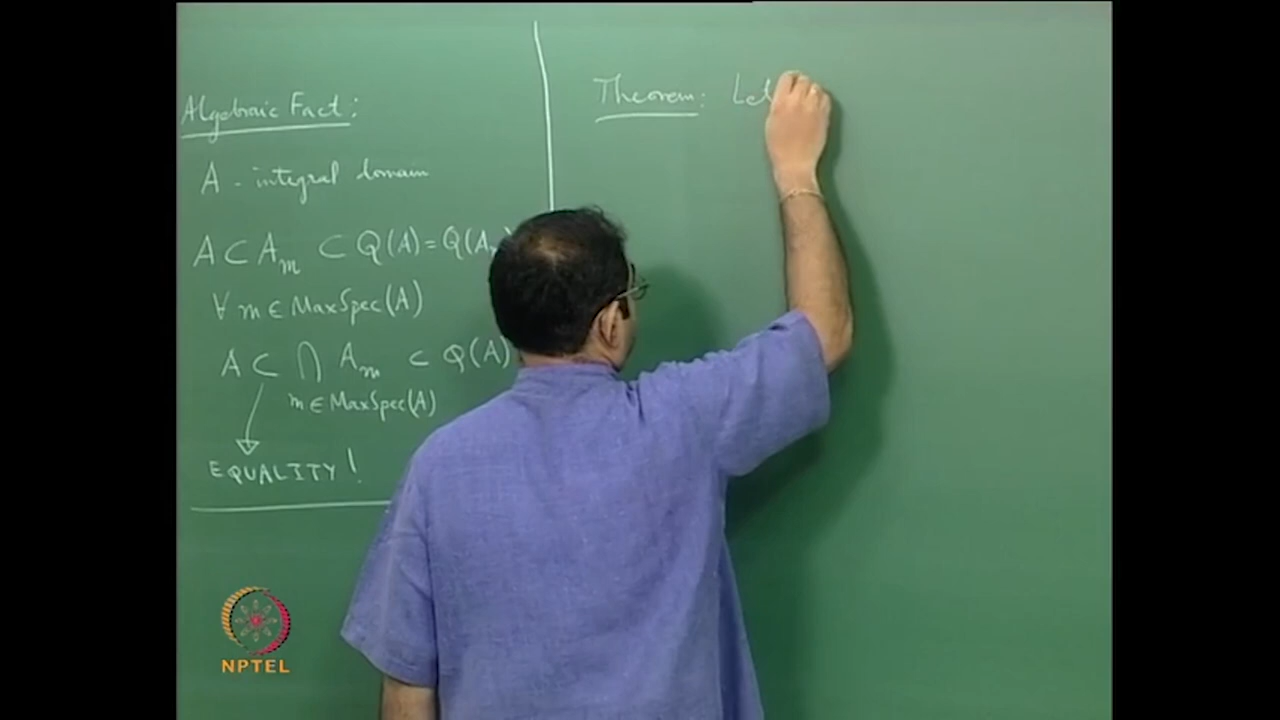 Algebraic Fact:
A - integral domain
A ⊂ A_m ⊂ Q(A) = Q(A
∀ m ∈ MaxSpec(A)
A ⊂ ⋂ A_m ⊂ Q(A)
m ∈ MaxSpec(A)
EQUALITY!
Theorem: Let
NPTEL